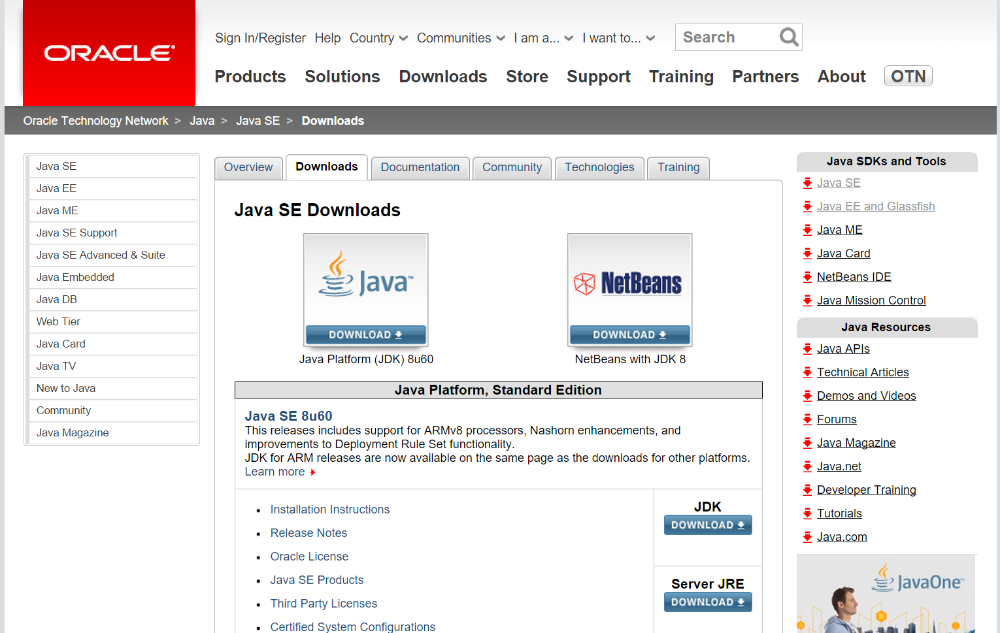 ORACLE
Sign In/Register Help Country Communities I am a... I want to... Search
Products Solutions Downloads Store Support Training Partners About OTN
Oracle Technology Network > Java > Java SE > Downloads
Java SE
Java EE
Java ME
Java SE Support
Java SE Advanced & Suite
Java Embedded
Java DB
Web Tier
Java Card
Java TV
New to Java
Community
Java Magazine
Overview Downloads Documentation Community Technologies Training
Java SE Downloads
Java™
DOWNLOAD
Java Platform (JDK) 8u60
NetBeans
DOWNLOAD
NetBeans with JDK 8
Java Platform, Standard Edition
Java SE 8u60
This releases includes support for ARMv8 processors, Nashorn enhancements, and
improvements to Deployment Rule Set functionality.
JDK for ARM releases are now available on the same page as the downloads for other platforms.
Learn more
Installation Instructions
Release Notes
Oracle License
Java SE Products
Third Party Licenses
Certified System Configurations
JDK
DOWNLOAD
Server JRE
DOWNLOAD
Java SDKs and Tools
Java SE
Java EE and Glassfish
Java ME
Java Card
NetBeans IDE
Java Mission Control
Java Resources
Java APIs
Technical Articles
Demos and Videos
Forums
Java Magazine
Java.net
Developer Training
Tutorials
Java.com
JavaOne™